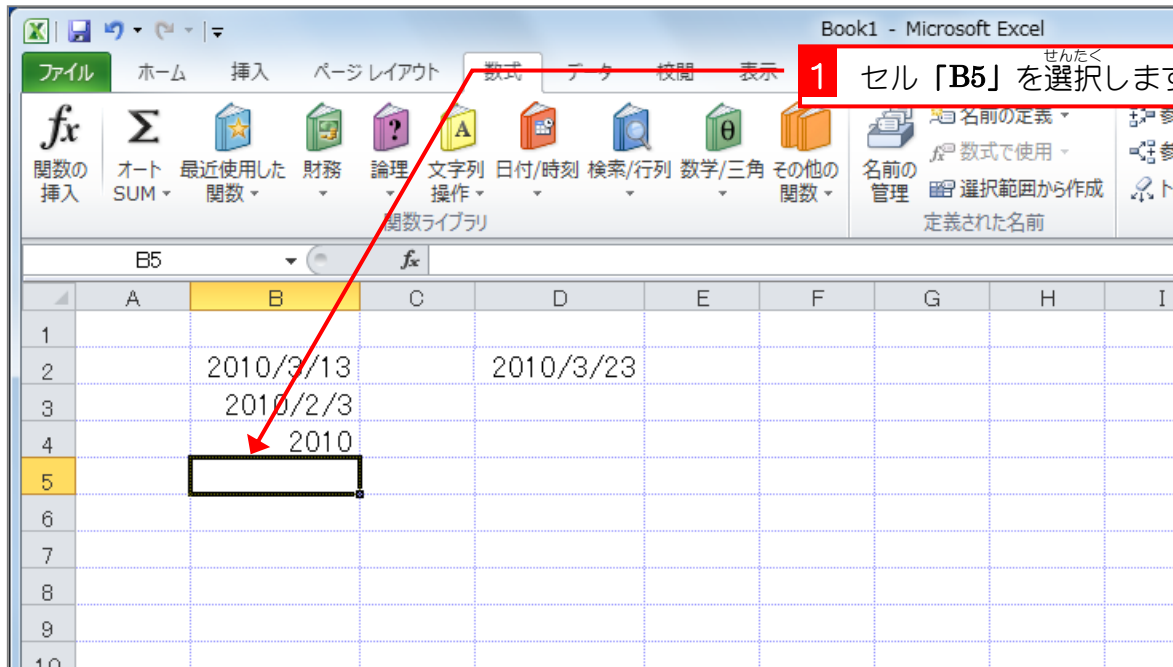 Book1 - Microsoft Excel
ファイル ホーム 挿入 ページ レイアウト 数式 データ 校閲 表示
せんたく
1 セル「B5」を選択します
関数の挿入
オート SUM
最近使用した関数
財務
論理
文字列操作
日付/時刻
検索/行列
数学/三角
その他の関数
関数ライブラリ
名前の管理
名前の定義
数式で使用
選択範囲から作成
定義された名前
参
参
ト
B5 fx
A B C D E F G H I
1
2 2010/3/13 2010/3/23
3 2010/2/3
4 2010
5
6
7
8
9
10